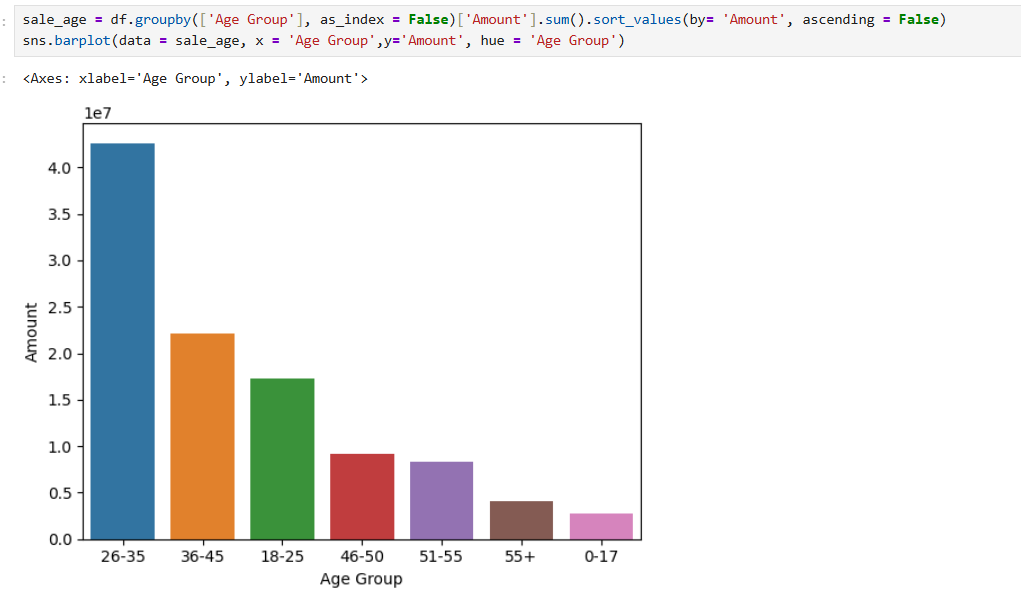 sale_age = df.groupby(['Age Group'], as_index = False)['Amount'].sum().sort_values(by= 'Amount', ascending = False)
sns.barplot(data = sale_age, x = 'Age Group',y='Amount', hue = 'Age Group')
<Axes: xlabel='Age Group', ylabel='Amount'>
1e7
4.0
3.5
3.0
2.5
2.0
1.5
1.0
0.5
0.0
Amount
26-35 36-45 18-25 46-50 51-55 55+ 0-17
Age Group